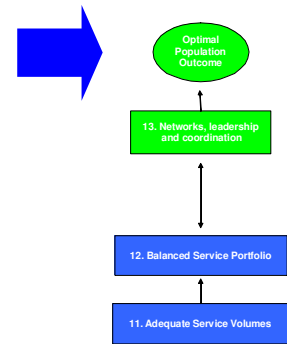 Optimal
Population
Outcome
13. Networks, leadership
and coordination
12. Balanced Service Portfolio
11. Adequate Service Volumes